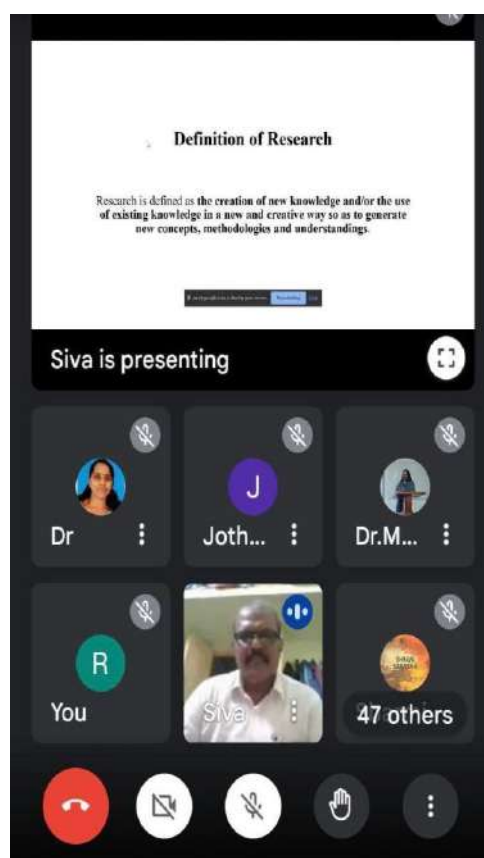 Definition of Research
Research is defined as the creation of new knowledge and/or the use
of existing knowledge in a new and creative way so as to generate
new concepts, methodologies and understandings.
Siva is presenting
Dr
J
Joth...
Dr.M...
R
You
Siva
47 others